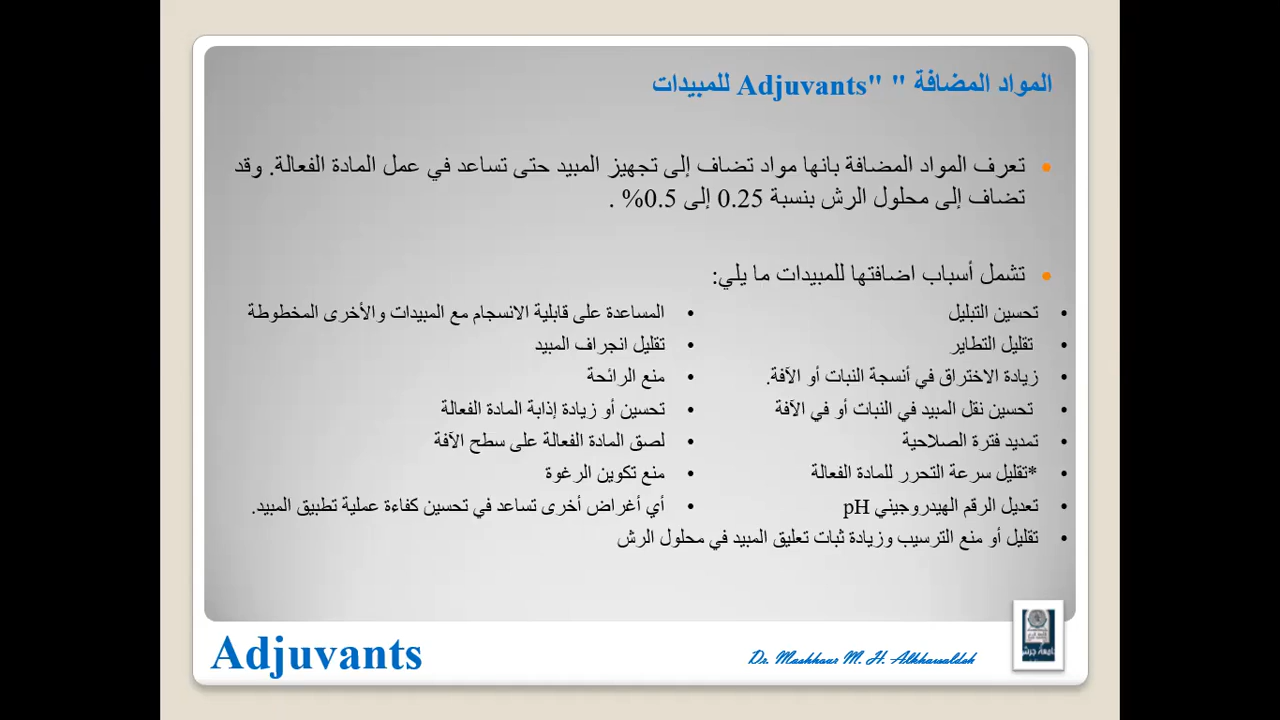 المواد المضافة " "Adjuvants للمبيدات
تعرف المواد المضافة بانها مواد تضاف إلى تجهيز المبيد حتى تساعد في عمل المادة الفعالة. وقد
تضاف إلى محلول الرش بنسبة 0.25 إلى 0.5% .
تشمل أسباب اضافتها للمبيدات ما يلي:
تحسين التبليل
تقليل التطاير
زيادة الاختراق في أنسجة النبات أو الآفة.
تحسين نقل المبيد في النبات أو في الآفة
تمديد فترة الصلاحية
*تقليل سرعة التحرر للمادة الفعالة
تعديل الرقم الهيدروجيني pH
تقليل أو منع الترسيب وزيادة ثبات تعليق المبيد في محلول الرش
المساعدة على قابلية الانسجام مع المبيدات والأخرى المخطوطة
تقليل انجراف المبيد
منع الرائحة
تحسين أو زيادة إذابة المادة الفعالة
لصق المادة الفعالة على سطح الآفة
منع تكوين الرغوة
أي أغراض أخرى تساعد في تحسين كفاءة عملية تطبيق المبيد.
Adjuvants
Dr. Mashhour M. H. Alkhawaldeh